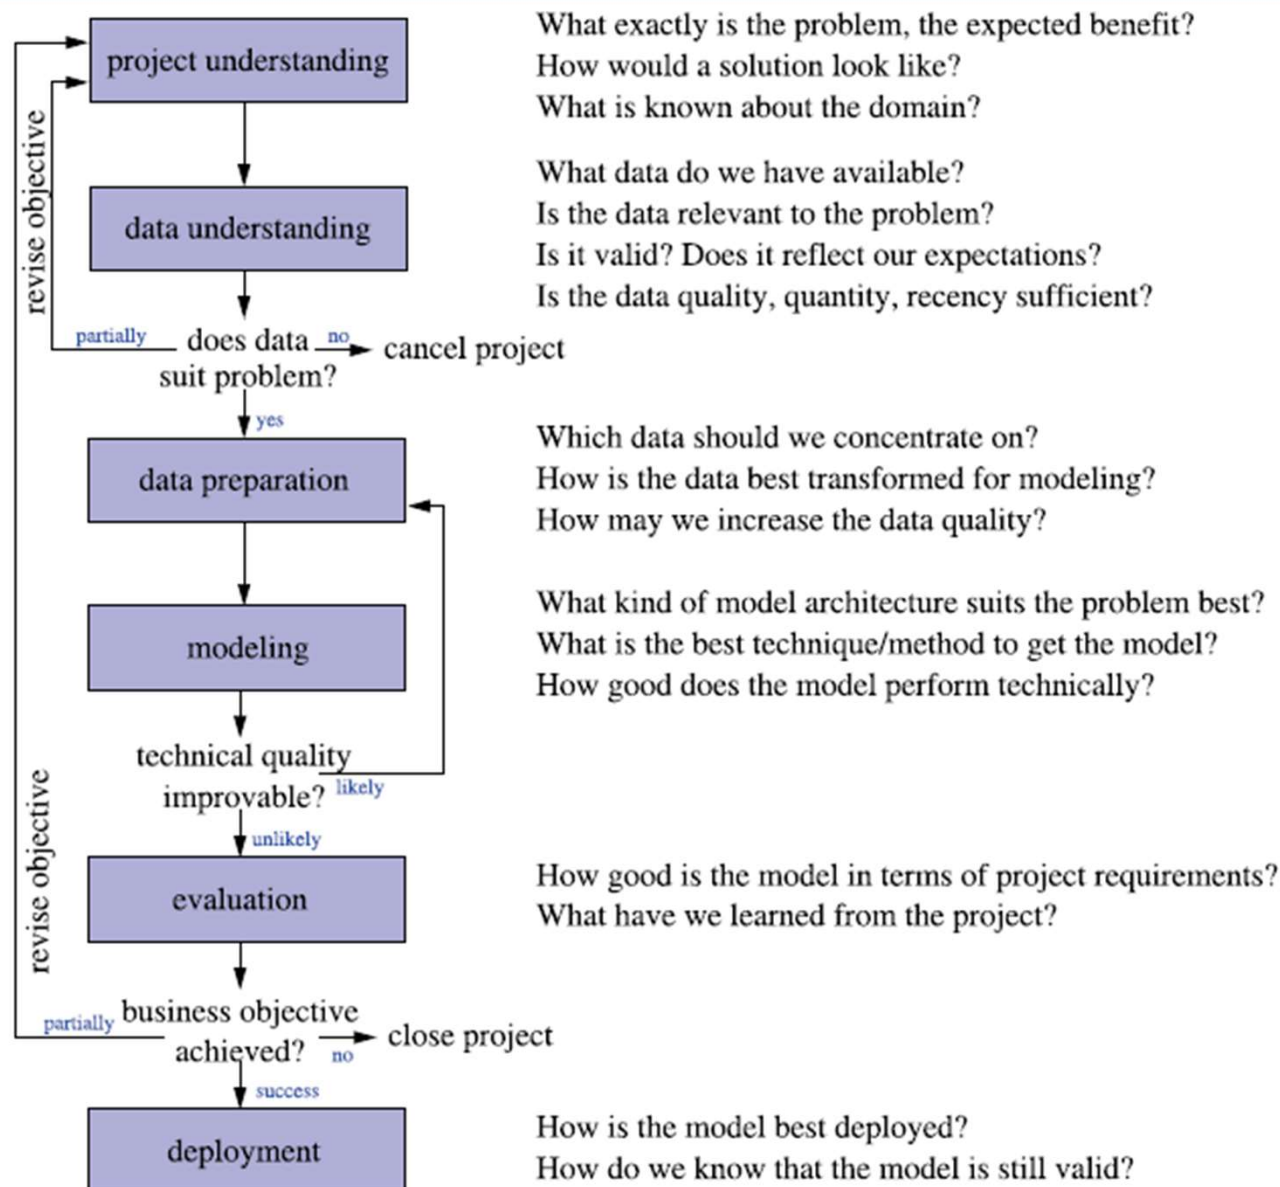 project understanding
What exactly is the problem, the expected benefit?
How would a solution look like?
What is known about the domain?
revise objective
data understanding
What data do we have available?
Is the data relevant to the problem?
Is it valid? Does it reflect our expectations?
Is the data quality, quantity, recency sufficient?
partially
does data
suit problem?
no
cancel project
yes
data preparation
Which data should we concentrate on?
How is the data best transformed for modeling?
How may we increase the data quality?
modeling
What kind of model architecture suits the problem best?
What is the best technique/method to get the model?
How good does the model perform technically?
technical quality
improvable?
likely
unlikely
revise objective
evaluation
How good is the model in terms of project requirements?
What have we learned from the project?
partially
business objective
achieved?
no
close project
success
deployment
How is the model best deployed?
How do we know that the model is still valid?